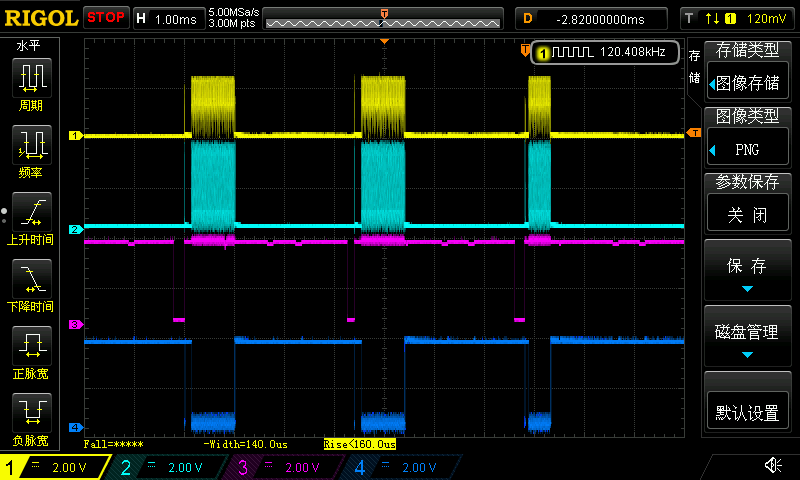 RIGOL STOP H 1.00ms 5.00MSa/s 3.00M pts T D -2.82000000ms T 1 120mV
水平
周期
频率
上升时间
下降时间
正脉宽
负脉宽
T 1 120.408kHz
1
2
3
4
T
Fall=***** -Width=140.0us Rise<160.0us
存储
存储类型
图像存储
图像类型
PNG
参数保存
关 闭
保 存
磁盘管理
默认设置
1 = 2.00 V 2 = 2.00 V 3 = 2.00 V 4 = 2.00 V